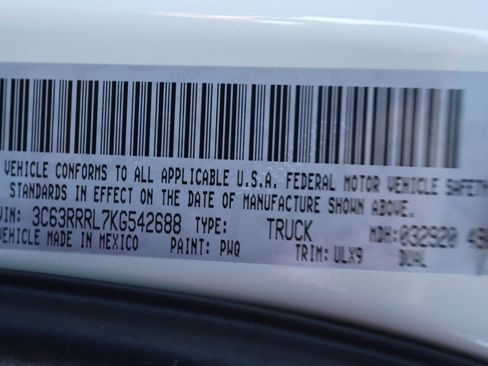 VEHICLE CONFORMS TO ALL APPLICABLE U.S.A. FEDERAL MOTOR VEHICLE SAFETY
STANDARDS IN EFFECT ON THE DATE OF MANUFACTURE SHOWN ABOVE.
VIN: 3C63RRRL7KG542688 TYPE: TRUCK MDH: 032920
VEHICLE MADE IN MEXICO PAINT: PWQ TRIM: ULX9 DUAL